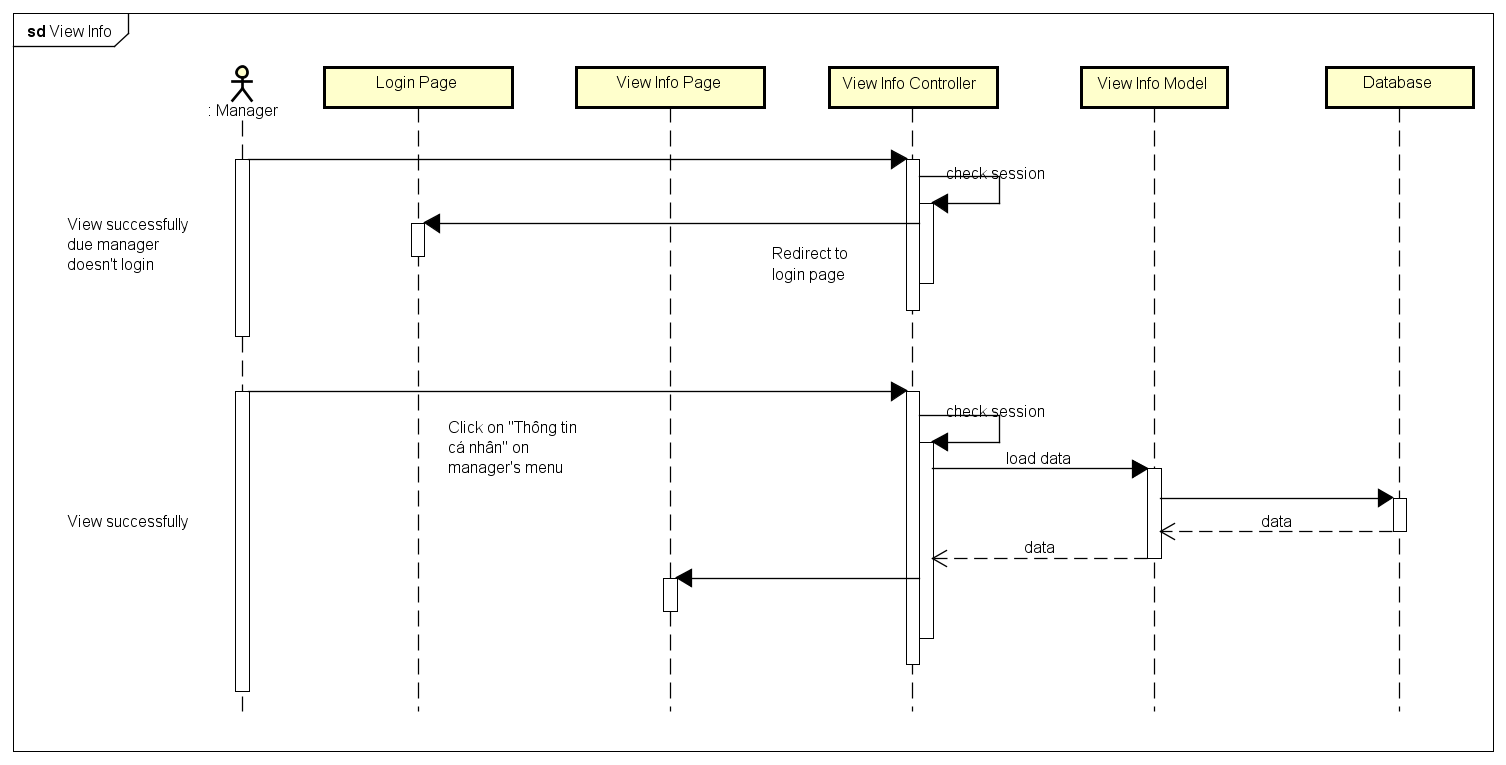 sd View Info
: Manager
Login Page
View Info Page
View Info Controller
View Info Model
Database
check session
View successfully
due manager
doesn't login
Redirect to
login page
check session
Click on "Thông tin
cá nhân" on
manager's menu
load data
View successfully
data
data